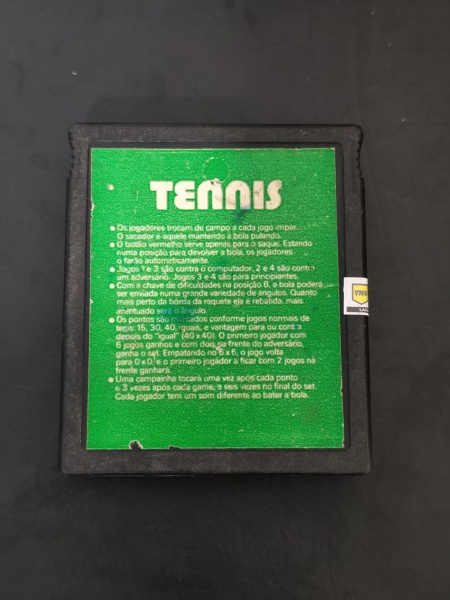 TENNIS
● Os jogadores trocam de campo a cada jogo impar.
O sacador e aquele mantendo a bola pulando.
● O botão vermelho serve apenas para o saque. Estando
numa posição para devolver a bola, os jogadores
o farão automaticamente.
● Jogos 1 e 3 são contra o computador, 2 e 4 são contra
um adversário. Jogos 3 e 4 são para principiantes.
● Com a chave de dificuldades na posição B, a bola poderá
ser enviada numa grande variedade de angulos. Quanto
mais perto da borda da requete ela e rebatida, mais
acentuado sera o angulo.
● Os pontos são marcados conforme jogos normais de
tenis: 15, 30, 40, iguais, e vantagem para ou contra
depois do "igual" (40 x 40). O primeiro jogador com
6 jogos ganhos e com dois na frente do adversário,
ganha o set. Empatando no 6 x 6, o jogo volta
para 0 x 0, e o primeiro jogador a ficar com 2 jogos na
frente ganhará.
● Uma campainha tocará uma vez após cada ponto
e 3 vezes após cada game, e seis vezes no final do set.
Cada jogador tem um som diferente ao bater a bola.